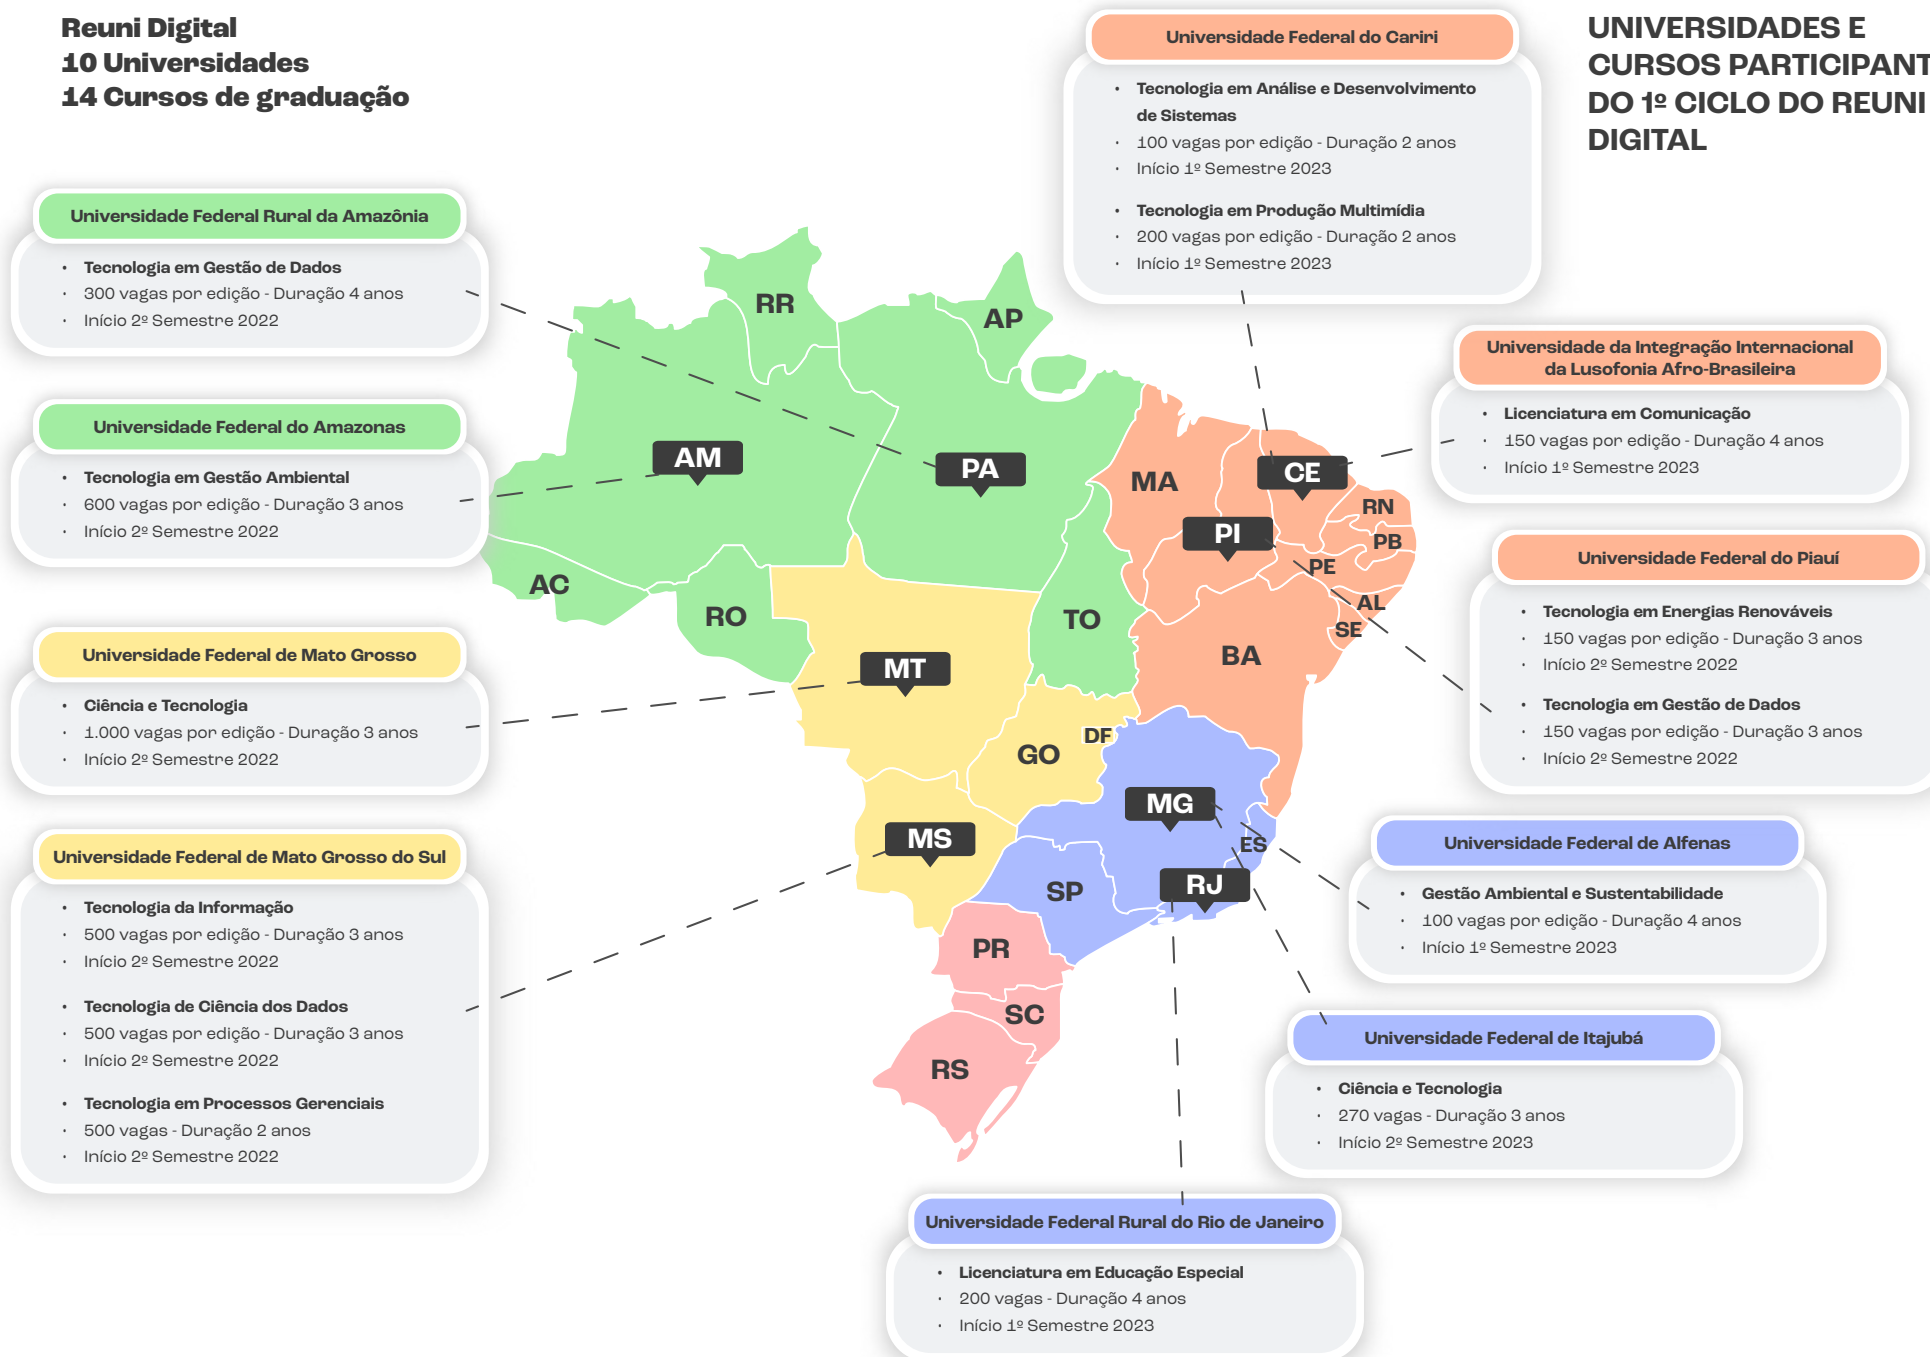 Reuni Digital
10 Universidades
14 Cursos de graduação
UNIVERSIDADES E
CURSOS PARTICIPANT
DO 1º CICLO DO REUNI
DIGITAL
Universidade Federal do Cariri
• Tecnologia em Análise e Desenvolvimento
de Sistemas
· 100 vagas por edição - Duração 2 anos
· Início 1º Semestre 2023
• Tecnologia em Produção Multimídia
· 200 vagas por edição - Duração 2 anos
· Início 1º Semestre 2023
Universidade Federal Rural da Amazônia
• Tecnologia em Gestão de Dados
· 300 vagas por edição - Duração 4 anos
· Início 2º Semestre 2022
Universidade Federal do Amazonas
• Tecnologia em Gestão Ambiental
· 600 vagas por edição - Duração 3 anos
· Início 2º Semestre 2022
Universidade Federal de Mato Grosso
• Ciência e Tecnologia
· 1.000 vagas por edição - Duração 3 anos
· Início 2º Semestre 2022
Universidade Federal de Mato Grosso do Sul
• Tecnologia da Informação
· 500 vagas por edição - Duração 3 anos
· Início 2º Semestre 2022
• Tecnologia de Ciência dos Dados
· 500 vagas por edição - Duração 3 anos
· Início 2º Semestre 2022
• Tecnologia em Processos Gerenciais
· 500 vagas - Duração 2 anos
· Início 2º Semestre 2022
RR
AP
AM
PA
MA
CE
RN
PI
PB
PE
AC
AL
RO
TO
SE
BA
MT
DF
GO
MG
MS
ES
SP
RJ
PR
SC
RS
Universidade da Integração Internacional
da Lusofonia Afro-Brasileira
• Licenciatura em Comunicação
· 150 vagas por edição - Duração 4 anos
· Início 1º Semestre 2023
Universidade Federal do Piauí
• Tecnologia em Energias Renováveis
· 150 vagas por edição - Duração 3 anos
· Início 2º Semestre 2022
• Tecnologia em Gestão de Dados
· 150 vagas por edição - Duração 3 anos
· Início 2º Semestre 2022
Universidade Federal de Alfenas
• Gestão Ambiental e Sustentabilidade
· 100 vagas por edição - Duração 4 anos
· Início 1º Semestre 2023
Universidade Federal de Itajubá
• Ciência e Tecnologia
· 270 vagas - Duração 3 anos
· Início 2º Semestre 2023
Universidade Federal Rural do Rio de Janeiro
• Licenciatura em Educação Especial
· 200 vagas - Duração 4 anos
· Início 1º Semestre 2023